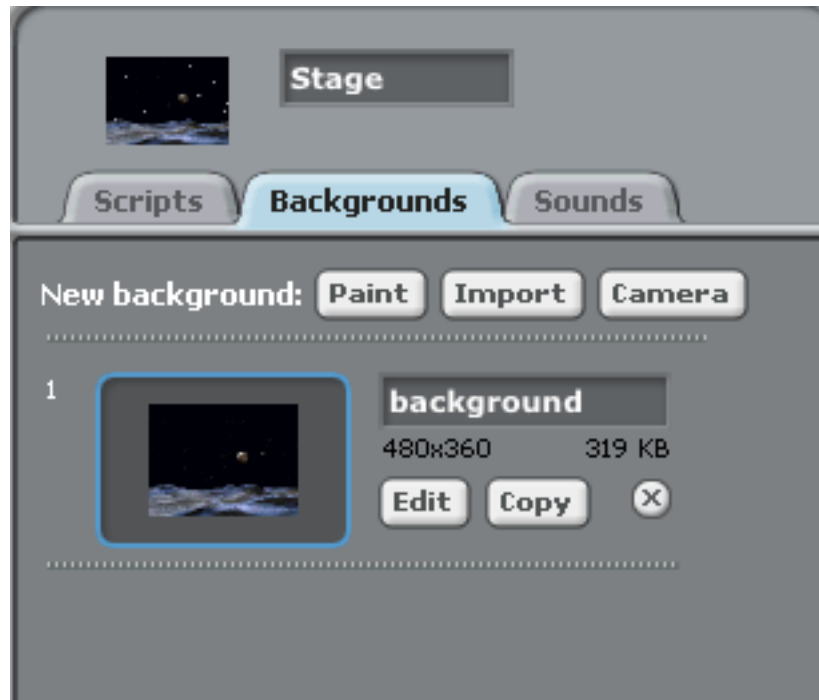 Stage
Scripts Backgrounds Sounds
New background: Paint Import Camera
1
background
480x360 319 KB
Edit Copy X